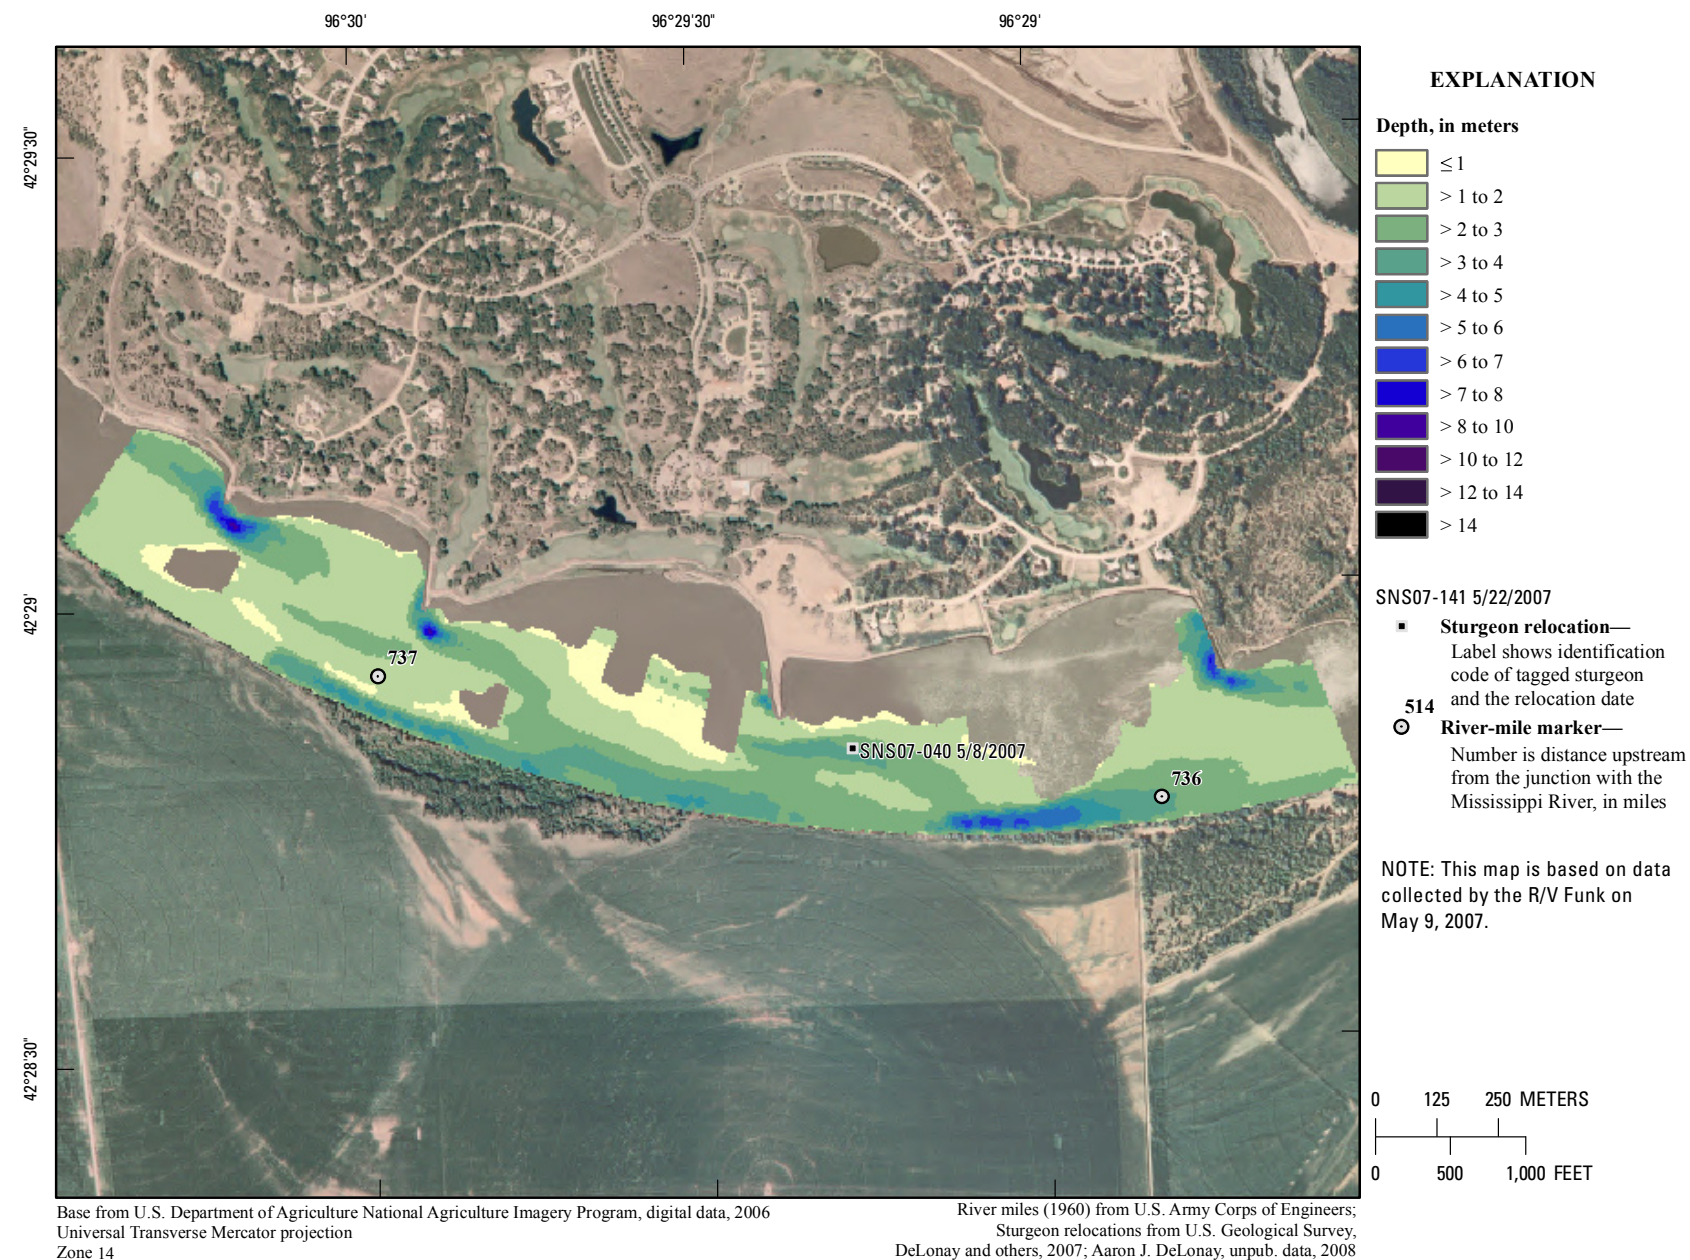 96°30'
96°29'30"
96°29'
42°29'30"
42°29'
42°28'30"
737
SNS07-040 5/8/2007
736
EXPLANATION
Depth, in meters
≤ 1
> 1 to 2
> 2 to 3
> 3 to 4
> 4 to 5
> 5 to 6
> 6 to 7
> 7 to 8
> 8 to 10
> 10 to 12
> 12 to 14
> 14
SNS07-141 5/22/2007
Sturgeon relocation—
Label shows identification
code of tagged sturgeon
and the relocation date
514
River-mile marker—
Number is distance upstream
from the junction with the
Mississippi River, in miles
NOTE: This map is based on data
collected by the R/V Funk on
May 9, 2007.
0 125 250 METERS
0 500 1,000 FEET
Base from U.S. Department of Agriculture National Agriculture Imagery Program, digital data, 2006
Universal Transverse Mercator projection
Zone 14
River miles (1960) from U.S. Army Corps of Engineers;
Sturgeon relocations from U.S. Geological Survey,
DeLonay and others, 2007; Aaron J. DeLonay, unpub. data, 2008